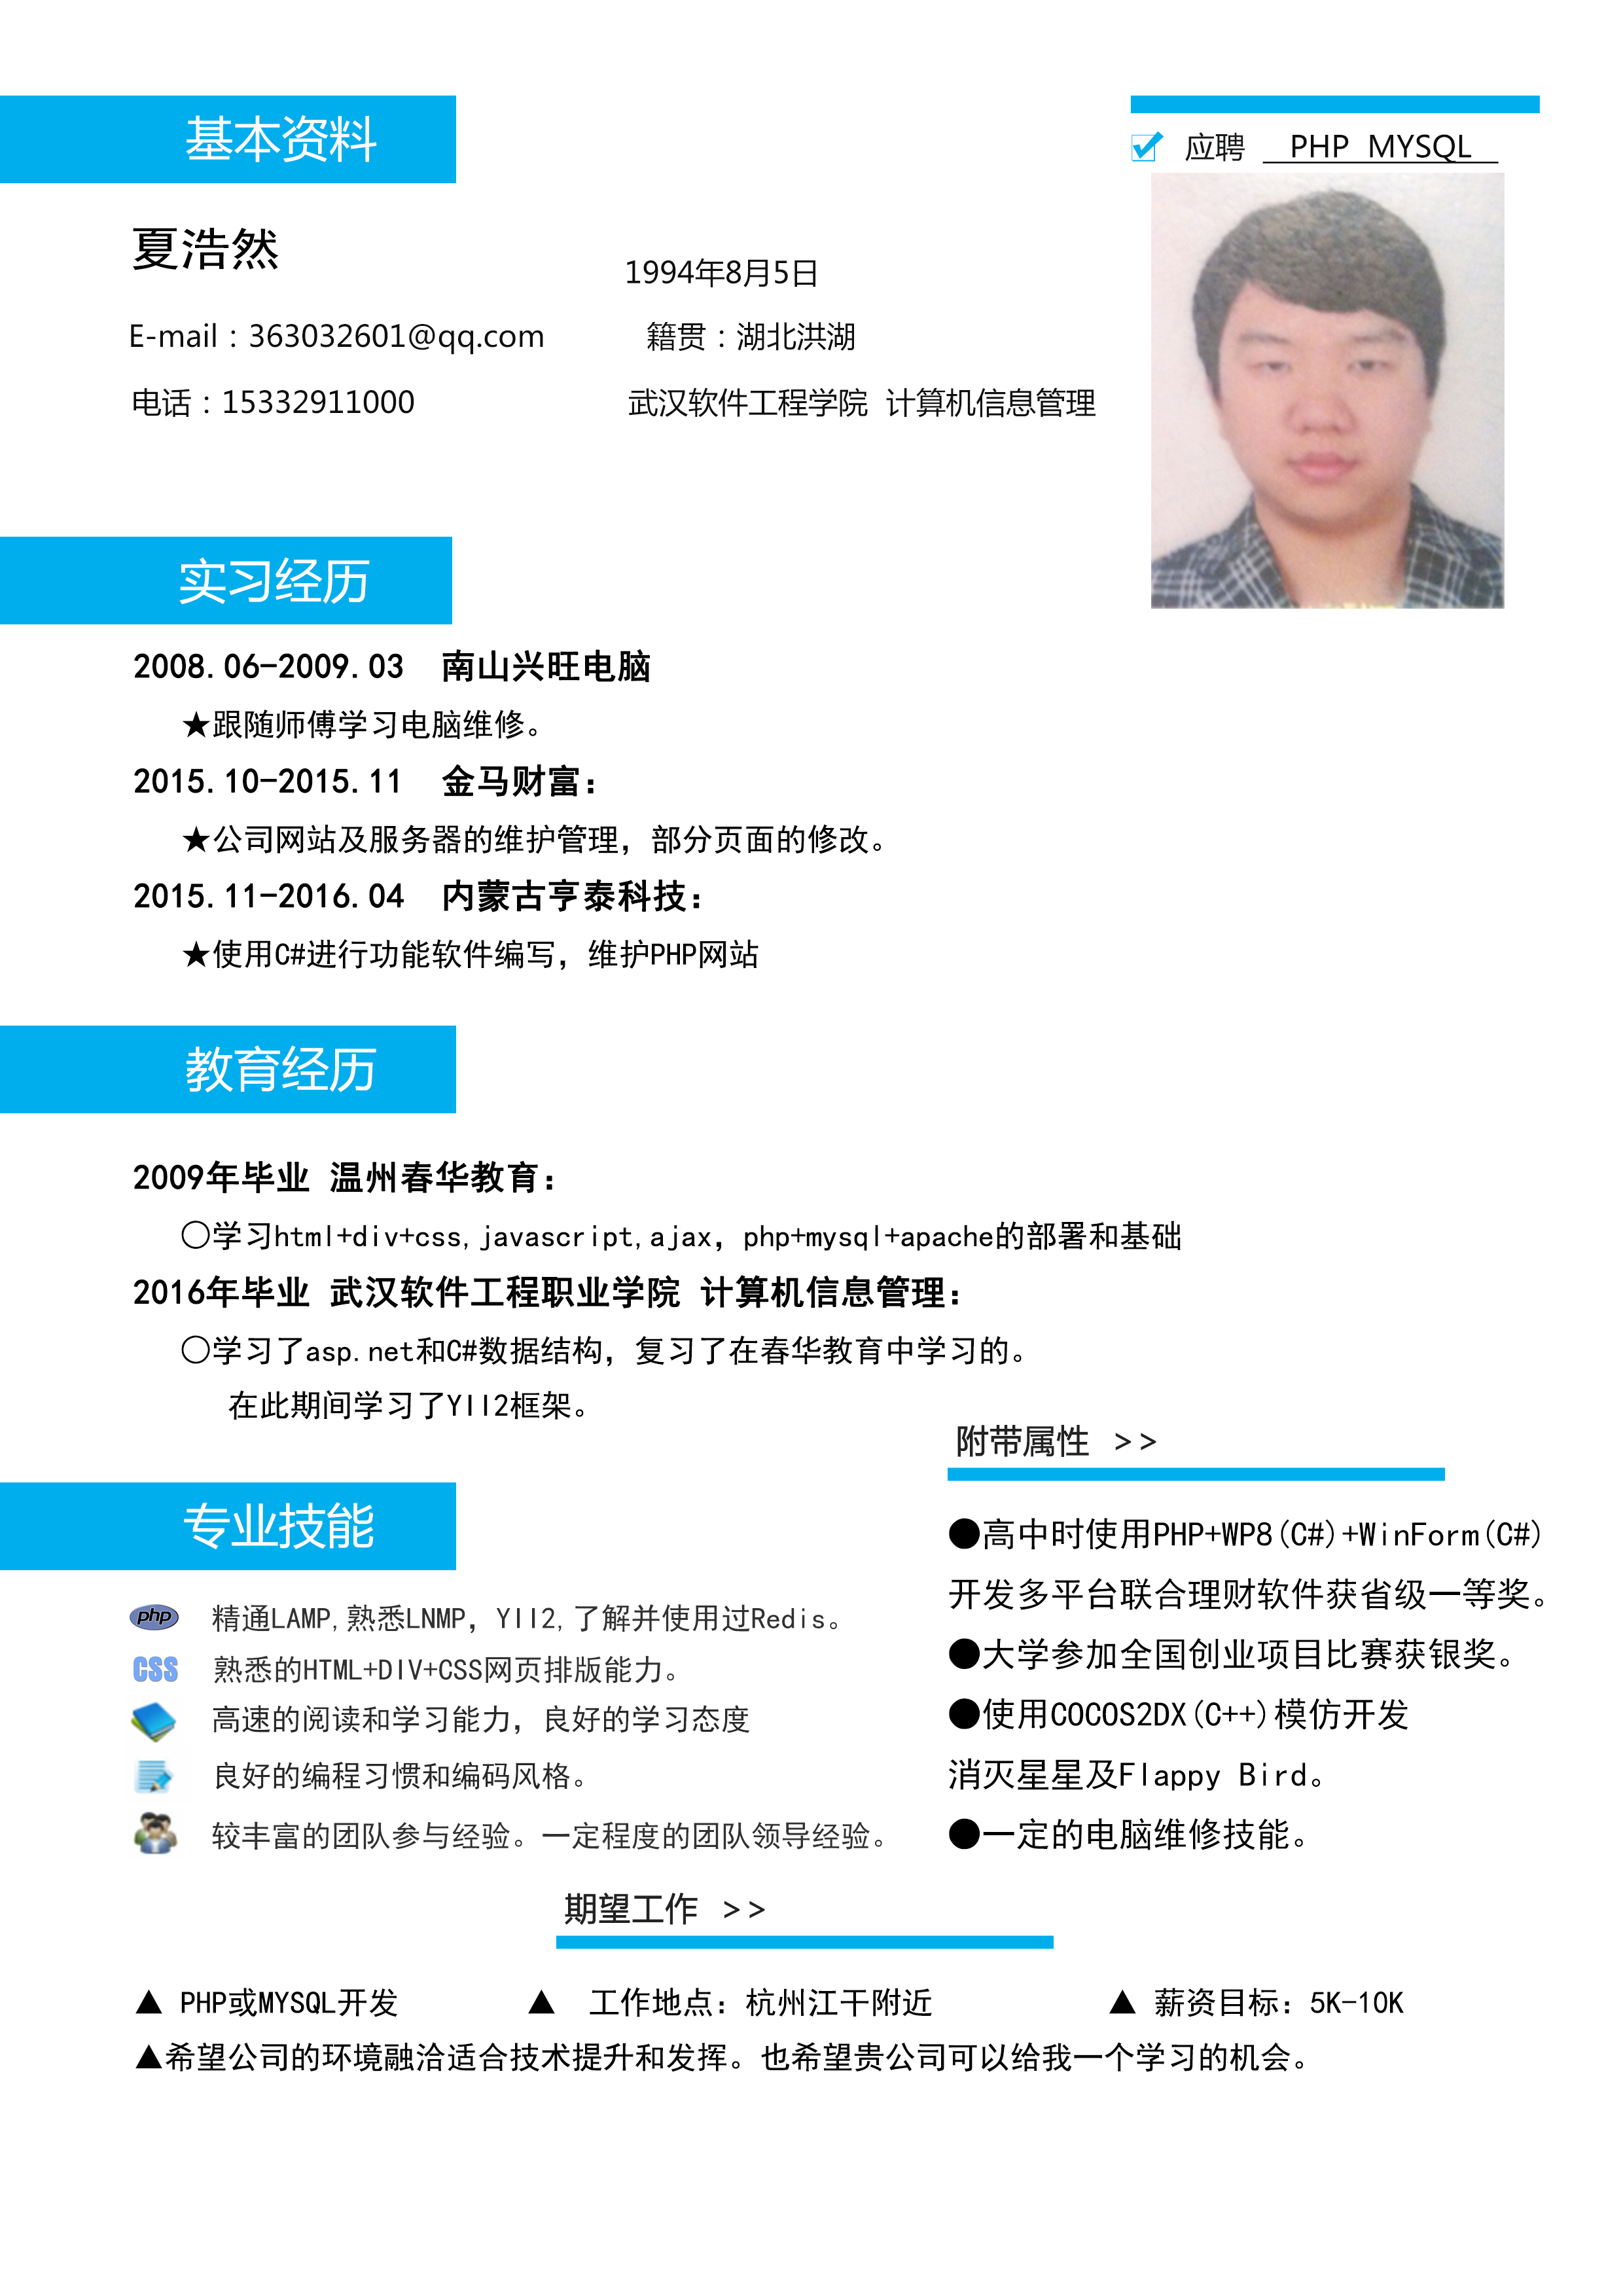 基本资料
应聘 PHP MYSQL
夏浩然
1994年8月5日
E-mail：363032601@qq.com 籍贯：湖北洪湖
电话：15332911000 武汉软件工程学院 计算机信息管理
实习经历
2008.06-2009.03 南山兴旺电脑
★跟随师傅学习电脑维修。
2015.10-2015.11 金马财富：
★公司网站及服务器的维护管理，部分页面的修改。
2015.11-2016.04 内蒙古亨泰科技：
★使用C#进行功能软件编写，维护PHP网站
教育经历
2009年毕业 温州春华教育：
○学习html+div+css,javascript,ajax，php+mysql+apache的部署和基础
2016年毕业 武汉软件工程职业学院 计算机信息管理：
○学习了asp.net和C#数据结构，复习了在春华教育中学习的。
在此期间学习了YII2框架。
专业技能
php 精通LAMP,熟悉LNMP，YII2,了解并使用过Redis。
CSS 熟悉的HTML+DIV+CSS网页排版能力。
高速的阅读和学习能力，良好的学习态度
良好的编程习惯和编码风格。
较丰富的团队参与经验。一定程度的团队领导经验。
附带属性 >>
●高中时使用PHP+WP8(C#)+WinForm(C#)
开发多平台联合理财软件获省级一等奖。
●大学参加全国创业项目比赛获银奖。
●使用COCOS2DX(C++)模仿开发
消灭星星及Flappy Bird。
●一定的电脑维修技能。
期望工作 >>
▲ PHP或MYSQL开发 ▲ 工作地点：杭州江干附近 ▲ 薪资目标：5K-10K
▲希望公司的环境融洽适合技术提升和发挥。也希望贵公司可以给我一个学习的机会。